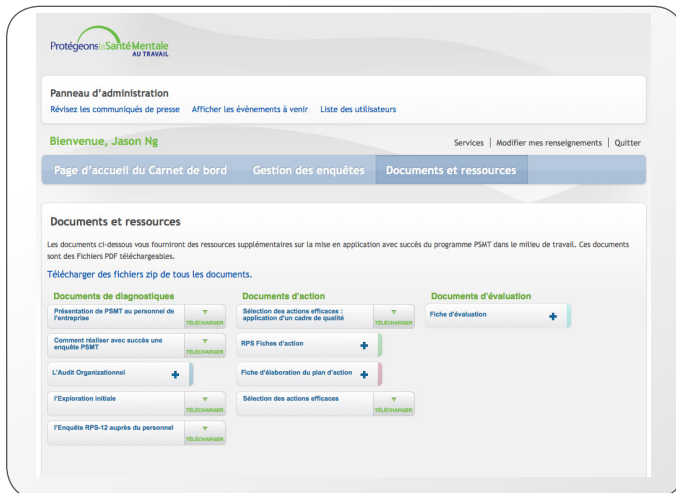 Protégeons la Santé Mentale
AU TRAVAIL
Panneau d'administration
Révisez les communiqués de presse Afficher les évènements à venir Liste des utilisateurs
Bienvenue, Jason Ng
Services | Modifier mes renseignements | Quitter
Page d'accueil du Carnet de bord Gestion des enquêtes Documents et ressources
Documents et ressources
Les documents ci-dessous vous fourniront des ressources supplémentaires sur la mise en application avec succès du programme PSMT dans le milieu de travail. Ces documents
sont des Fichiers PDF téléchargeables.
Télécharger des fichiers zip de tous les documents.
Documents de diagnostiques
Présentation de PSMT au personnel de
l'entreprise
TÉLÉCHARGER
Comment réaliser avec succès une
enquête PSMT
TÉLÉCHARGER
L'Audit Organizationnel
l'Exploration initiale
TÉLÉCHARGER
l'Enquête RPS-12 auprès du personnel
TÉLÉCHARGER
Documents d'action
Sélection des actions efficaces :
application d'un cadre de qualité
TÉLÉCHARGER
RPS Fiches d'action
Fiche d'élaboration du plan d'action
Sélection des actions efficaces
TÉLÉCHARGER
Documents d'évaluation
Fiche d'évaluation